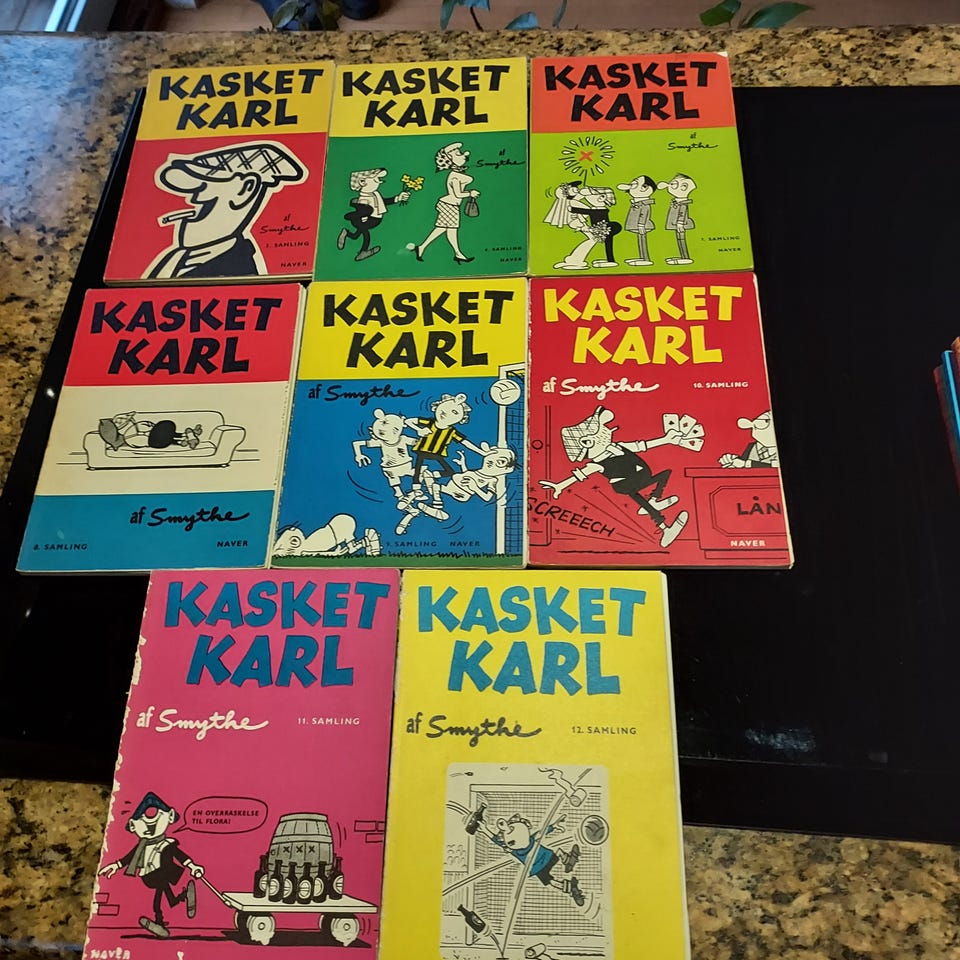 KASKET
KARL
af
Smythe
2. SAMLING
NAVER
KASKET
KARL
af
Smythe
4. SAMLING
NAVER
KASKET
KARL
af
Smythe
7. SAMLING
NAVER
KASKET
KARL
af Smythe
8. SAMLING NAVER
KASKET
KARL
af Smythe
9. SAMLING NAVER
KASKET
KARL
af Smythe 10. SAMLING
SCREEECH
LÅN
NAVER
KASKET
KARL
af Smythe 11. SAMLING
EN OVERRASKELSE
TIL FLORA!
XXX
NAVER
KASKET
KARL
af Smythe 12. SAMLING